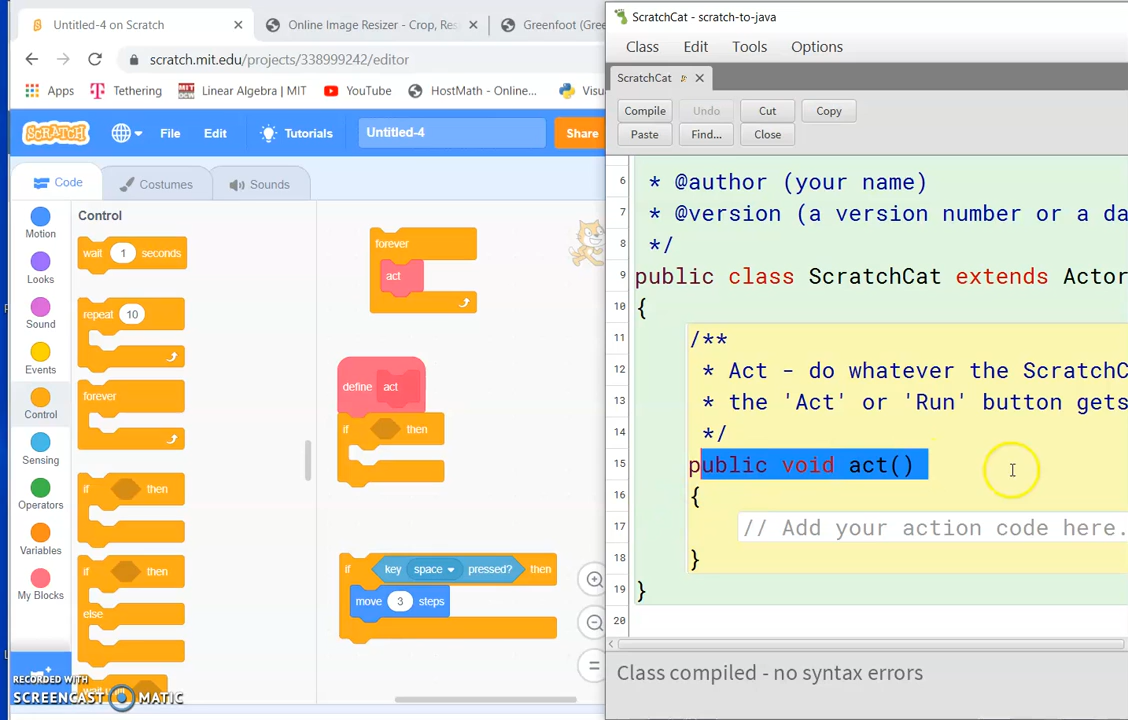 Untitled-4 on Scratch
Online Image Resizer - Crop, Res
Greenfoot (Gree
scratch.mit.edu/projects/338999242/editor
Apps
Tethering
Linear Algebra | MIT
YouTube
HostMath - Online...
Visu
SCRATCH
File
Edit
Tutorials
Untitled-4
Share
Code
Costumes
Sounds
Motion
Looks
Sound
Events
Control
Sensing
Operators
Variables
My Blocks
Control
wait 1 seconds
repeat 10
forever
if then
if then
else
wait until
forever
act
define act
if then
if key space pressed? then
move 3 steps
RECORDED WITH
SCREENCAST MATIC
ScratchCat - scratch-to-java
Class Edit Tools Options
ScratchCat
Compile Undo Cut Copy
Paste Find... Close
6 * @author (your name)
7 * @version (a version number or a da
8 */
9 public class ScratchCat extends Actor
10 {
11 /**
12 * Act - do whatever the ScratchC
13 * the 'Act' or 'Run' button gets
14 */
15 public void act()
16 {
17 // Add your action code here.
18 }
19 }
20
Class compiled - no syntax errors